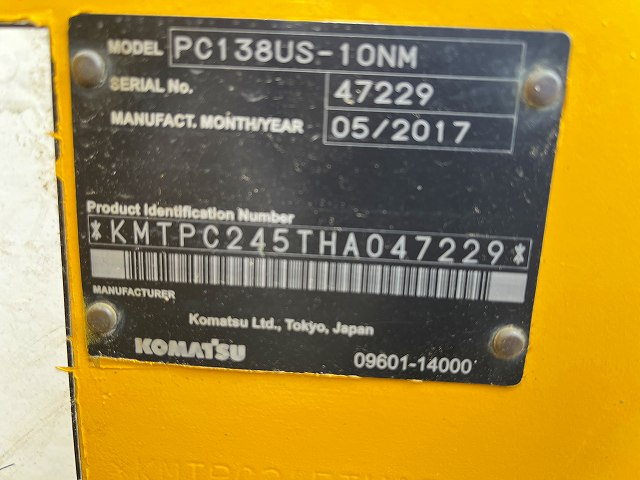 MODEL PC138US-10NM
SERIAL No. 47229
MANUFACT. MONTH/YEAR 05/2017
Product Identification Number
*KMTPC245THA047229*
MANUFACTURER
Komatsu Ltd., Tokyo, Japan
KOMATSU 09601-14000